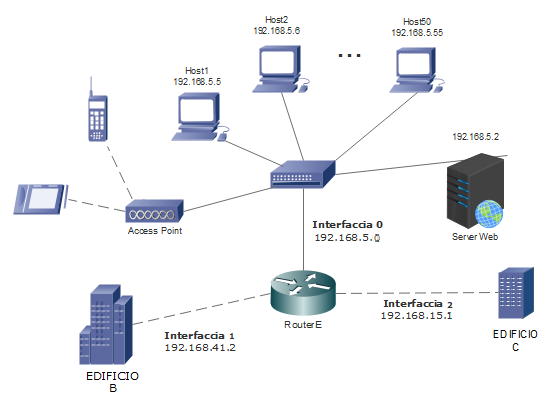 Host2
192.168.5.6
Host50
192.168.5.55
...
Host1
192.168.5.5
192.168.5.2
Access Point
Server Web
Interfaccia 0
192.168.5.0
Interfaccia 2
192.168.15.1
RouterE
Interfaccia 1
192.168.41.2
EDIFICIO
C
EDIFICIO
B